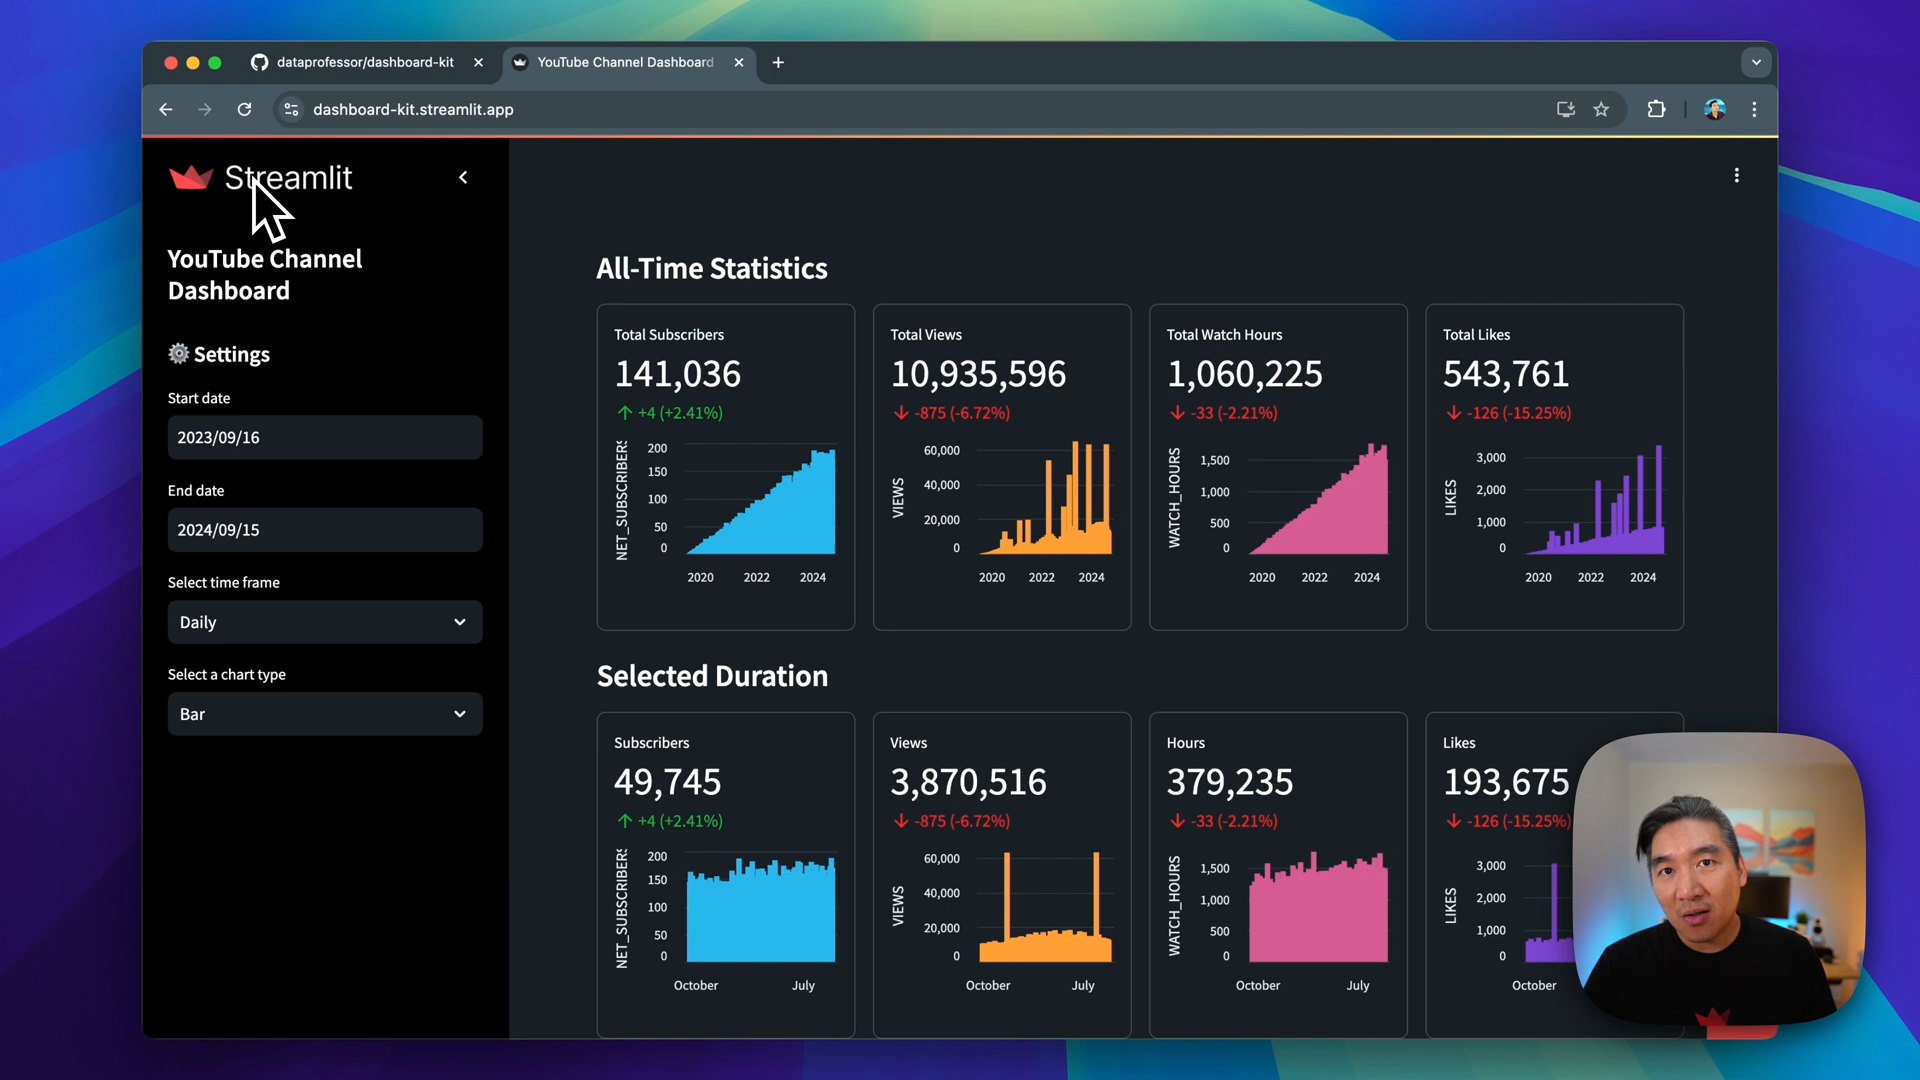 dataprofessor/dashboard-kit
YouTube Channel Dashboard
dashboard-kit.streamlit.app
Streamlit
YouTube Channel
Dashboard
Settings
Start date
2023/09/16
End date
2024/09/15
Select time frame
Daily
Select a chart type
Bar
All-Time Statistics
Total Subscribers
141,036
+4 (+2.41%)
NET_SUBSCRIBERS
200
150
100
50
0
2020 2022 2024
Total Views
10,935,596
-875 (-6.72%)
VIEWS
60,000
40,000
20,000
0
2020 2022 2024
Total Watch Hours
1,060,225
-33 (-2.21%)
WATCH_HOURS
1,500
1,000
500
0
2020 2022 2024
Total Likes
543,761
-126 (-15.25%)
LIKES
3,000
2,000
1,000
0
2020 2022 2024
Selected Duration
Subscribers
49,745
+4 (+2.41%)
NET_SUBSCRIBERS
200
150
100
50
0
October July
Views
3,870,516
-875 (-6.72%)
VIEWS
60,000
40,000
20,000
0
October July
Hours
379,235
-33 (-2.21%)
WATCH_HOURS
1,500
1,000
500
0
October July
Likes
193,675
-126 (-15.25%)
LIKES
3,000
2,000
1,000
0
October